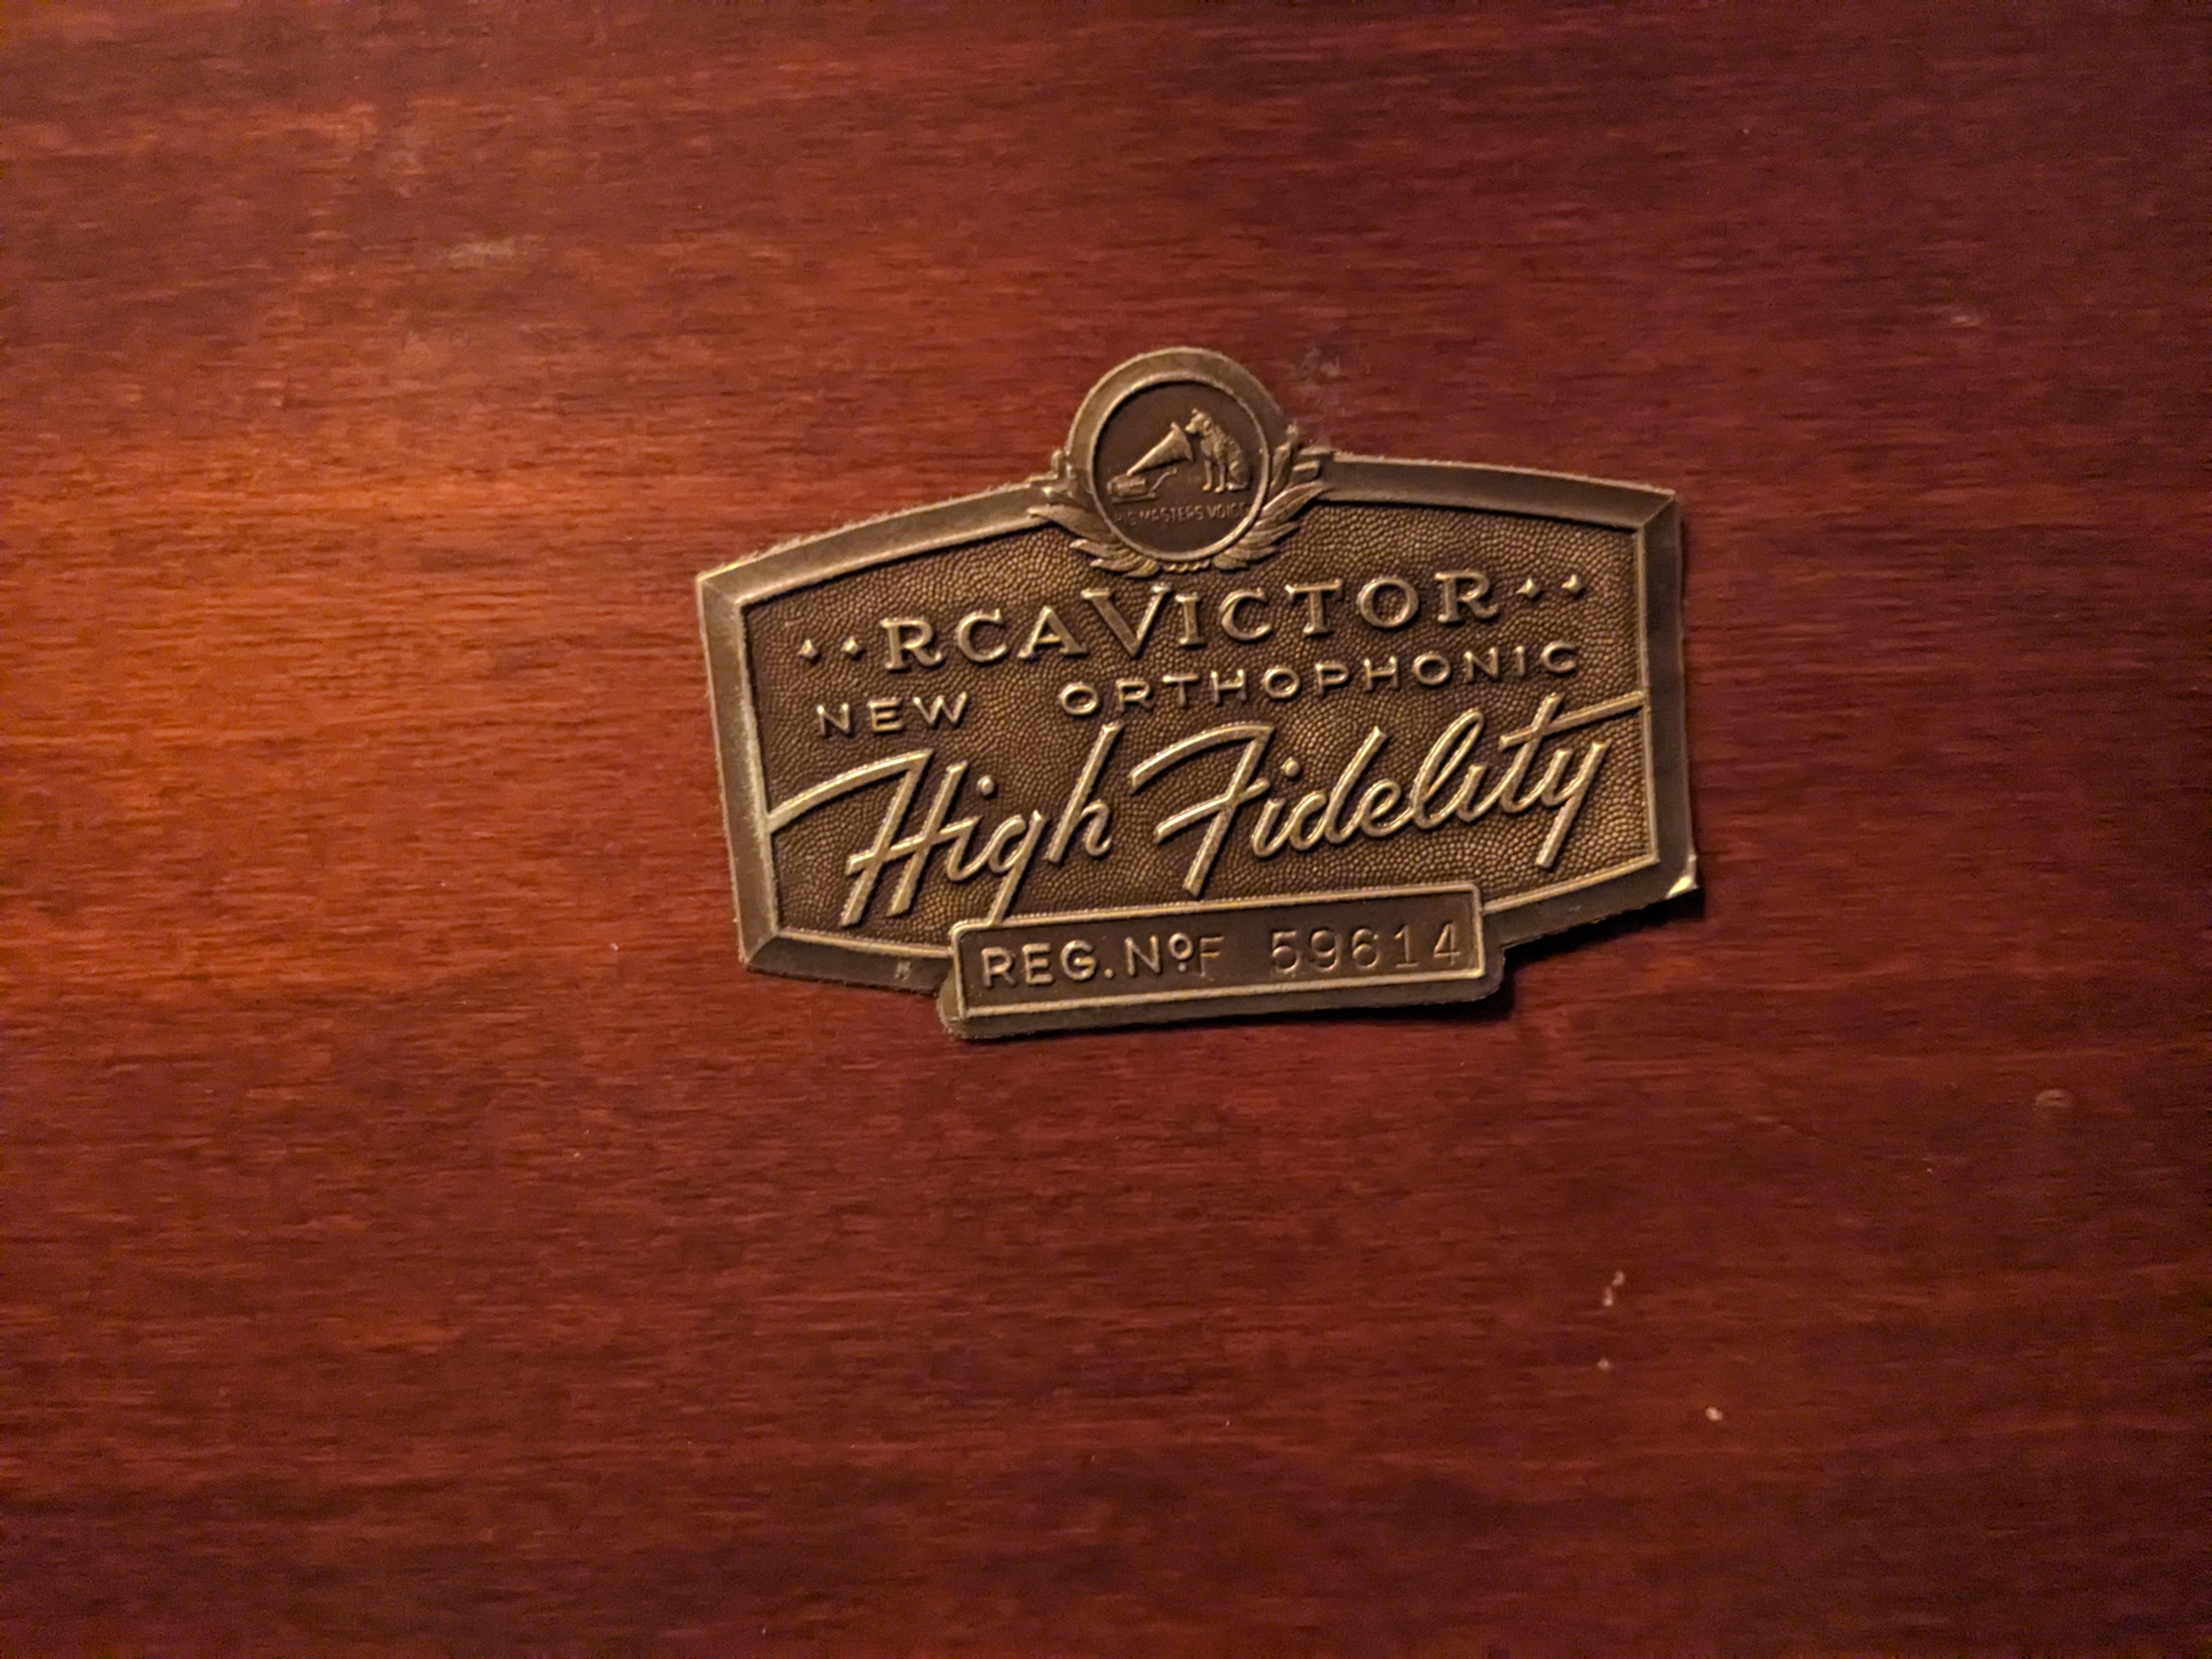 HIS MASTERS VOICE
RCA VICTOR
NEW ORTHOPHONIC
High Fidelity
REG. Nº F 59614